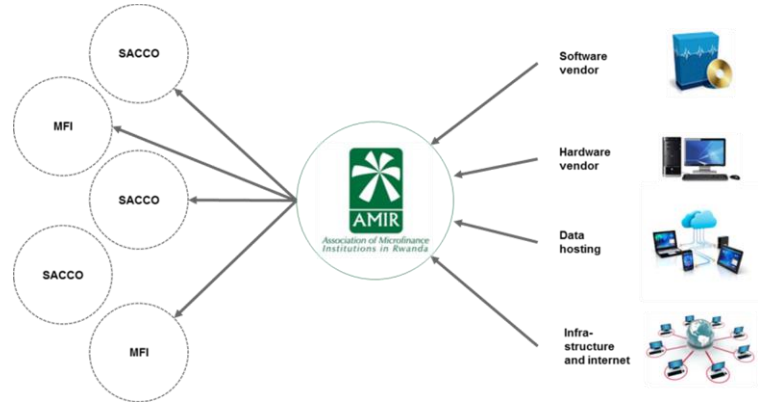 SACCO
MFI
SACCO
SACCO
MFI
AMIR
Association of Microfinance
Institutions in Rwanda
Software
vendor
Hardware
vendor
Data
hosting
Infra-
structure
and internet